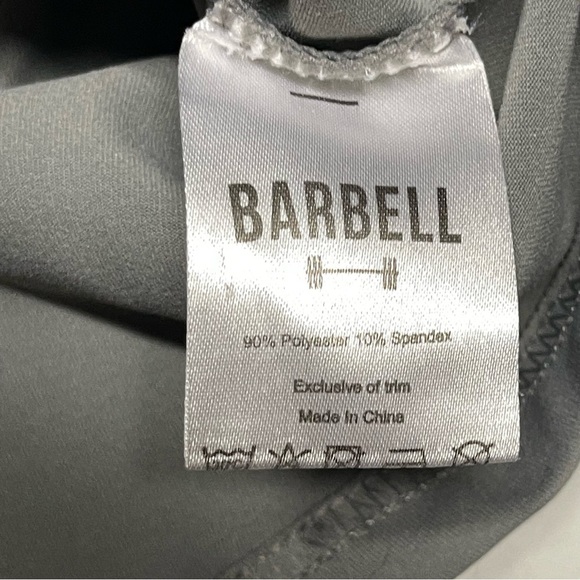 BARBELL
90% Polyester 10% Spandex
Exclusive of trim
Made In China